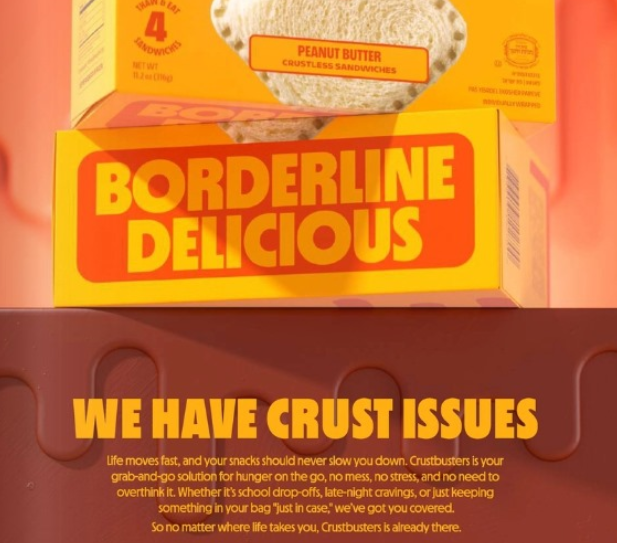 THAW & EAT
4
SANDWICHES
NET WT
11.2 oz (316g)
PEANUT BUTTER
CRUSTLESS SANDWICHES
BORDERLINE
DELICIOUS
WE HAVE CRUST ISSUES
Life moves fast, and your snacks should never slow you down. Crustbusters is your
grab-and-go solution for hunger on the go, no mess, no stress, and no need to
overthink it. Whether it's school drop-offs, late-night cravings, or just keeping
something in your bag "just in case," we've got you covered.
So no matter where life takes you, Crustbusters is already there.